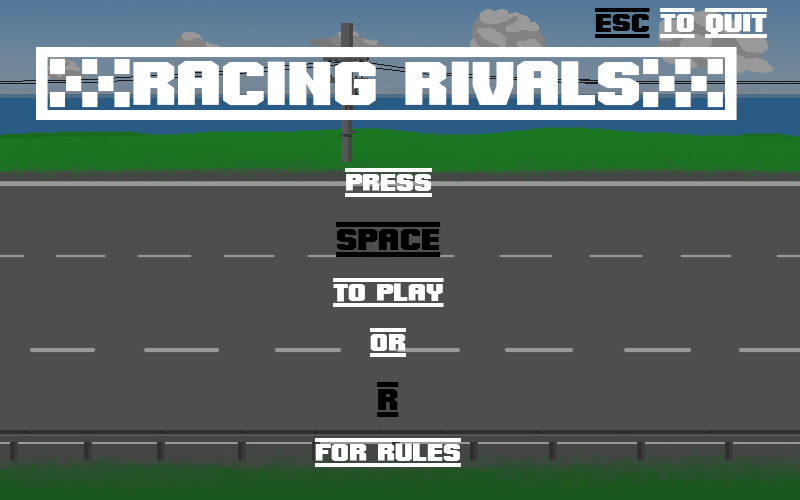 ESC TO QUIT
RACING RIVALS
PRESS
SPACE
TO PLAY
OR
R
FOR RULES